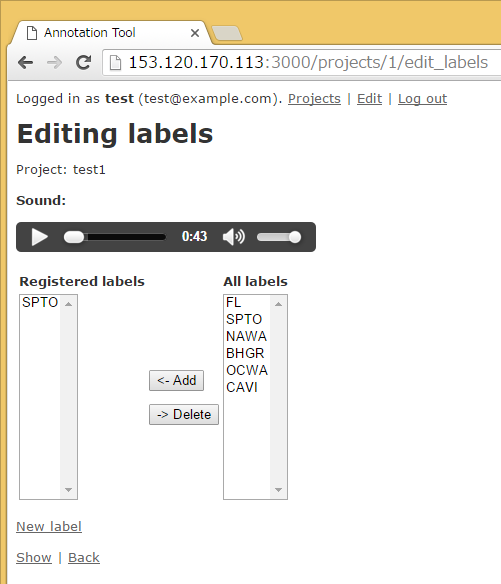 Annotation Tool
153.120.170.113:3000/projects/1/edit_labels
Logged in as test (test@example.com). Projects | Edit | Log out
Editing labels
Project: test1
Sound:
0:43
Registered labels All labels
SPTO FL
SPTO
NAWA
BHGR
OCWA
CAVI
<- Add
-> Delete
New label
Show | Back